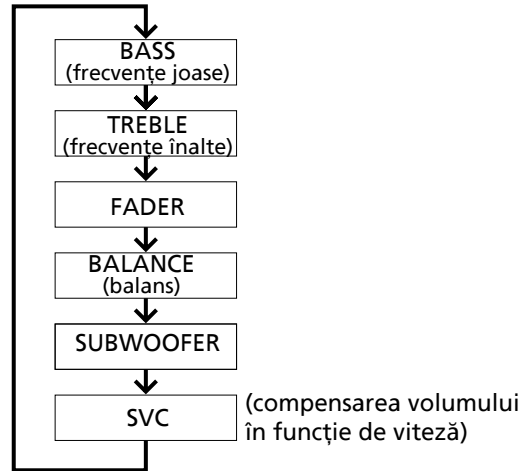 BASS
(frecvențe joase)
TREBLE
(frecvențe înalte)
FADER
BALANCE
(balans)
SUBWOOFER
SVC
(compensarea volumului
în funcție de viteză)